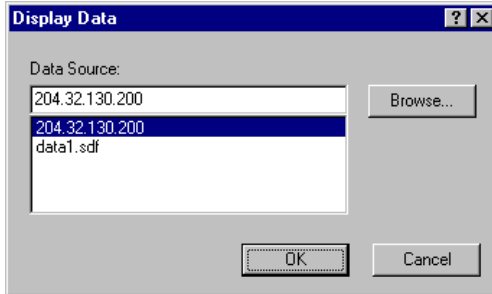 Display Data
Data Source:
204.32.130.200
Browse...
204.32.130.200
data1.sdf
OK
Cancel